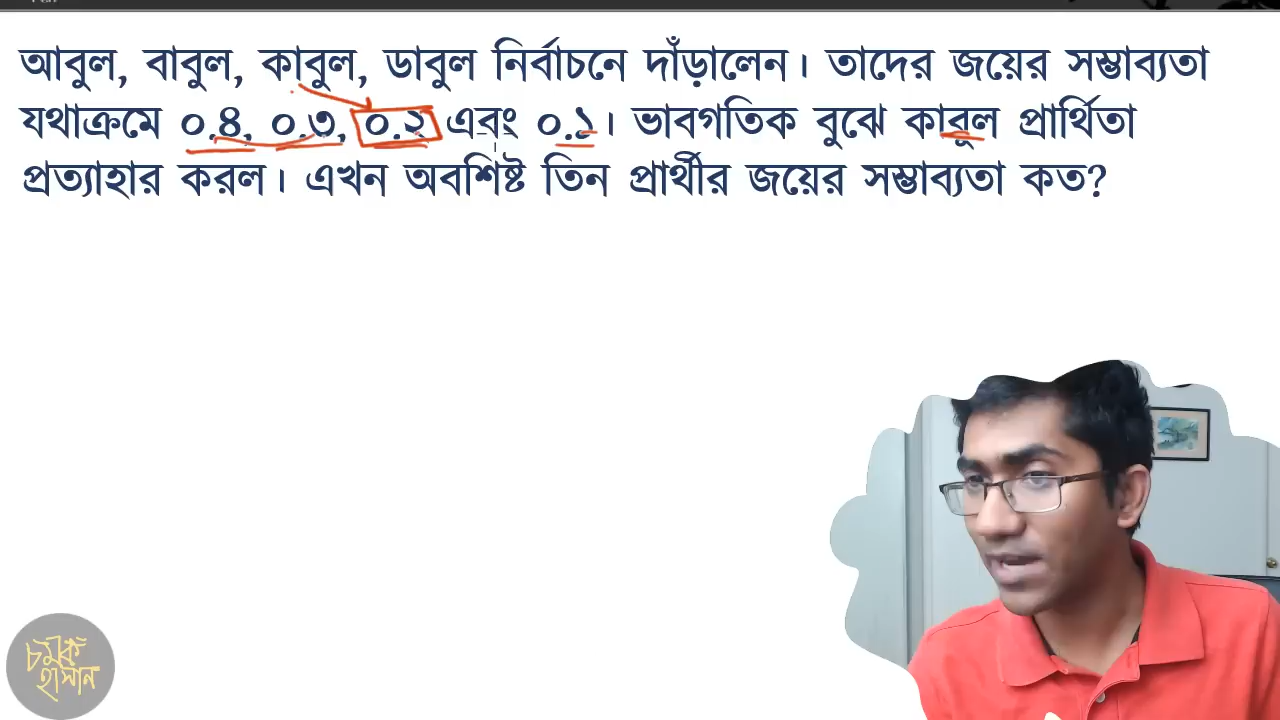 আবুল, বাবুল, কাবুল, ডাবুল নির্বাচনে দাঁড়ালেন। তাদের জয়ের সম্ভাব্যতা
যথাক্রমে ০.৪, ০.৩, ০.২ এবং ০.১। ভাবগতিক বুঝে কাবুল প্রার্থিতা
প্রত্যাহার করল। এখন অবশিষ্ট তিন প্রার্থীর জয়ের সম্ভাব্যতা কত?
চমক
হাসান